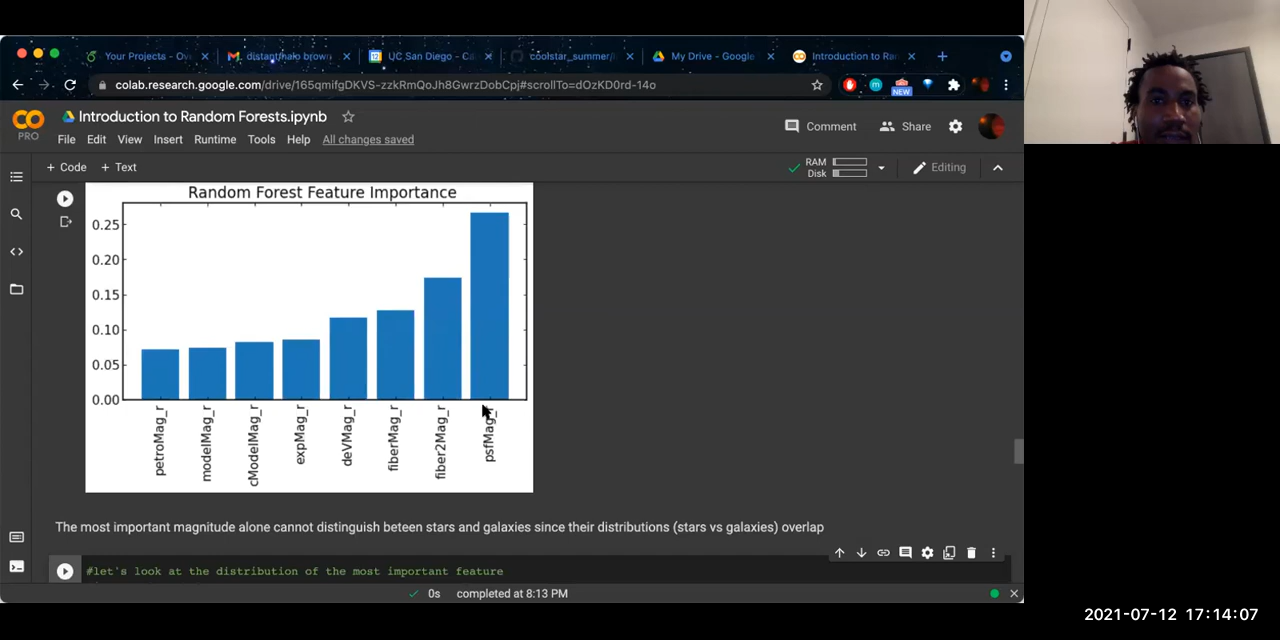 Your Projects - Ov
distantmalo brown
UC San Diego - Ca
coolstar_summer/
My Drive - Google
Introduction to Ran
colab.research.google.com/drive/165qmifgDKVS-zzkRmQoJh8GwrzDobCpj#scrollTo=dOzKD0rd-14o
NEW
CO
PRO
Introduction to Random Forests.ipynb
Comment
Share
File Edit View Insert Runtime Tools Help All changes saved
+ Code + Text
RAM
Disk
Editing
Random Forest Feature Importance
0.25
0.20
0.15
0.10
0.05
0.00
petroMag_r
modelMag_r
cModelMag_r
expMag_r
deVMag_r
fiberMag_r
fiber2Mag_r
psfMag_r
The most important magnitude alone cannot distinguish beteen stars and galaxies since their distributions (stars vs galaxies) overlap
#let's look at the distribution of the most important feature
0s completed at 8:13 PM
2021-07-12 17:14:07